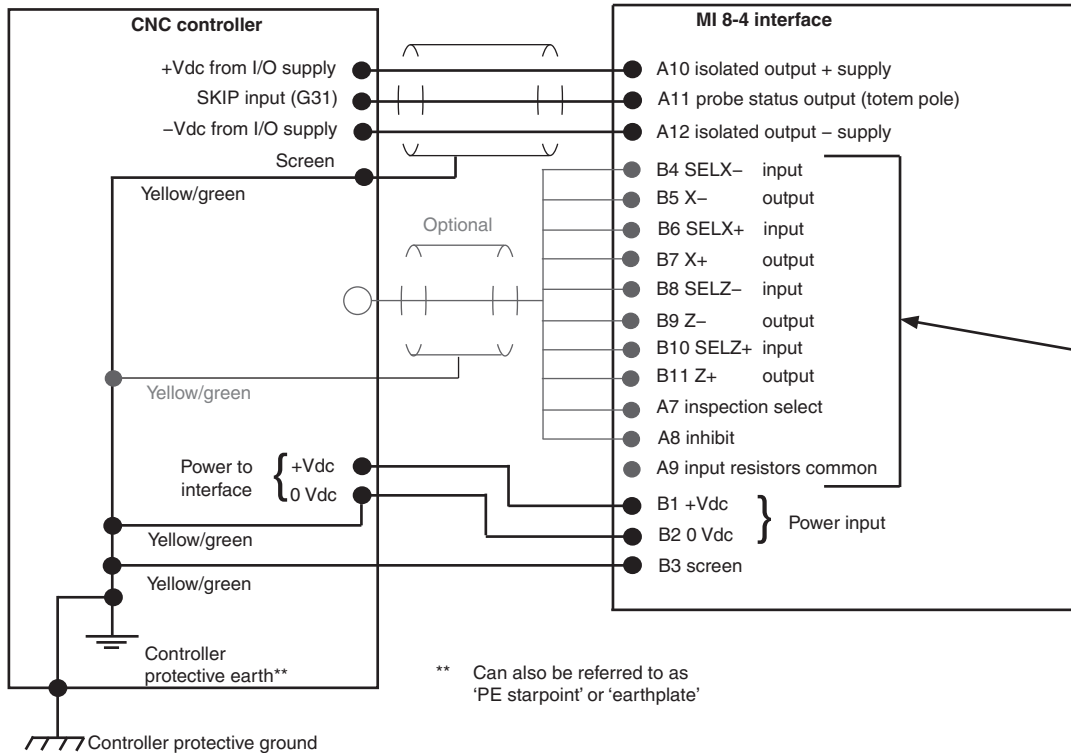 CNC controller
MI 8-4 interface
+Vdc from I/O supply
A10 isolated output + supply
SKIP input (G31)
A11 probe status output (totem pole)
−Vdc from I/O supply
A12 isolated output − supply
Screen
Yellow/green
B4 SELX− input
B5 X− output
Optional
B6 SELX+ input
B7 X+ output
B8 SELZ− input
B9 Z− output
B10 SELZ+ input
B11 Z+ output
Yellow/green
A7 inspection select
A8 inhibit
A9 input resistors common
Power to
interface
{ +Vdc
0 Vdc
B1 +Vdc
B2 0 Vdc
} Power input
Yellow/green
B3 screen
Yellow/green
Controller
protective earth**
** Can also be referred to as
'PE starpoint' or 'earthplate'
Controller protective ground